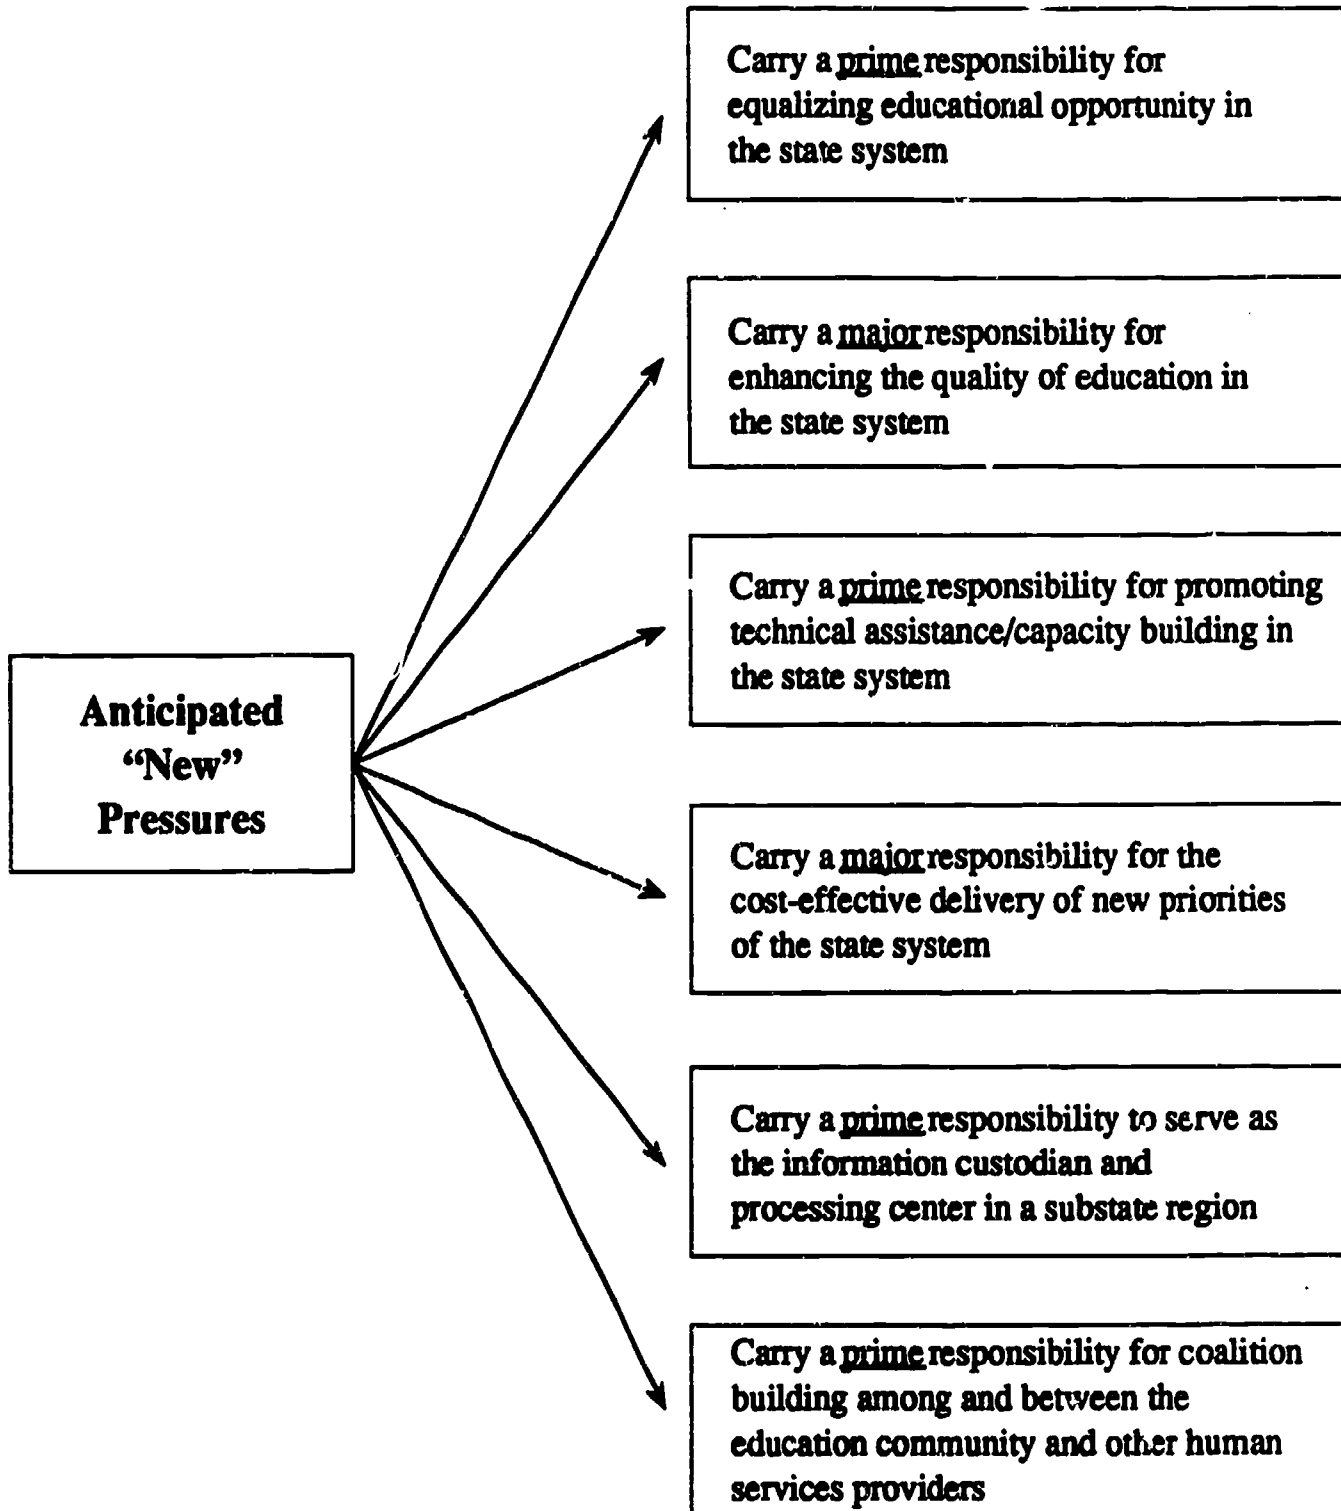 Carry a prime responsibility for
equalizing educational opportunity in
the state system
Carry a major responsibility for
enhancing the quality of education in
the state system
Carry a prime responsibility for promoting
technical assistance/capacity building in
the state system
Anticipated
“New”
Pressures
Carry a major responsibility for the
cost-effective delivery of new priorities
of the state system
Carry a prime responsibility to serve as
the information custodian and
processing center in a substate region
Carry a prime responsibility for coalition
building among and between the
education community and other human
services providers